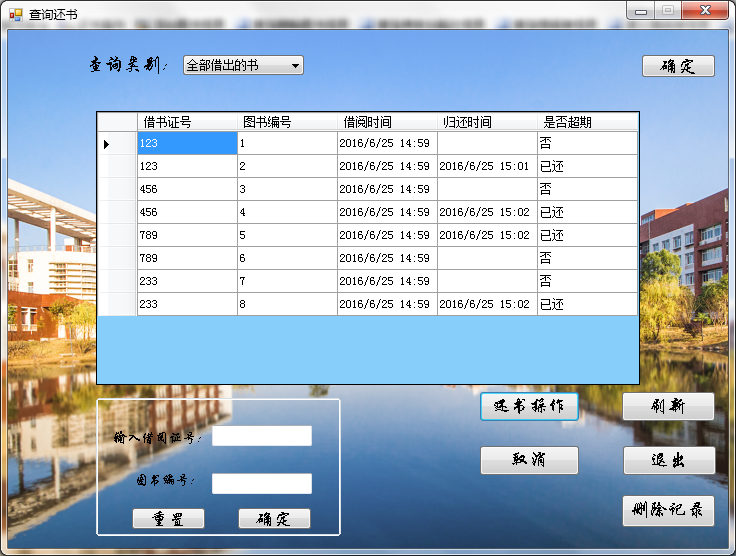 查询还书
查询类别： 全部借出的书 确定
借书证号 图书编号 借阅时间 归还时间 是否超期
123 1 2016/6/25 14:59 否
123 2 2016/6/25 14:59 2016/6/25 15:01 已还
456 3 2016/6/25 14:59 否
456 4 2016/6/25 14:59 2016/6/25 15:02 已还
789 5 2016/6/25 14:59 2016/6/25 15:02 已还
789 6 2016/6/25 14:59 否
233 7 2016/6/25 14:59 否
233 8 2016/6/25 14:59 2016/6/25 15:02 已还
还书操作 刷新
输入借阅证号：
取消 退出
图书编号：
重置 确定
删除记录